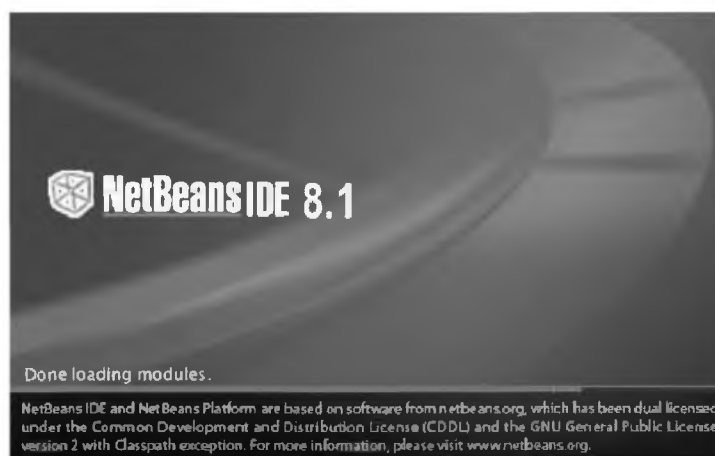 NetBeans IDE 8.1
Done loading modules.
NetBeans IDE and NetBeans Platform are based on software from netbeans.org, which has been dual licensed
under the Common Development and Distribution License (CDDL) and the GNU General Public License
version 2 with Classpath exception. For more information, please visit www.netbeans.org.